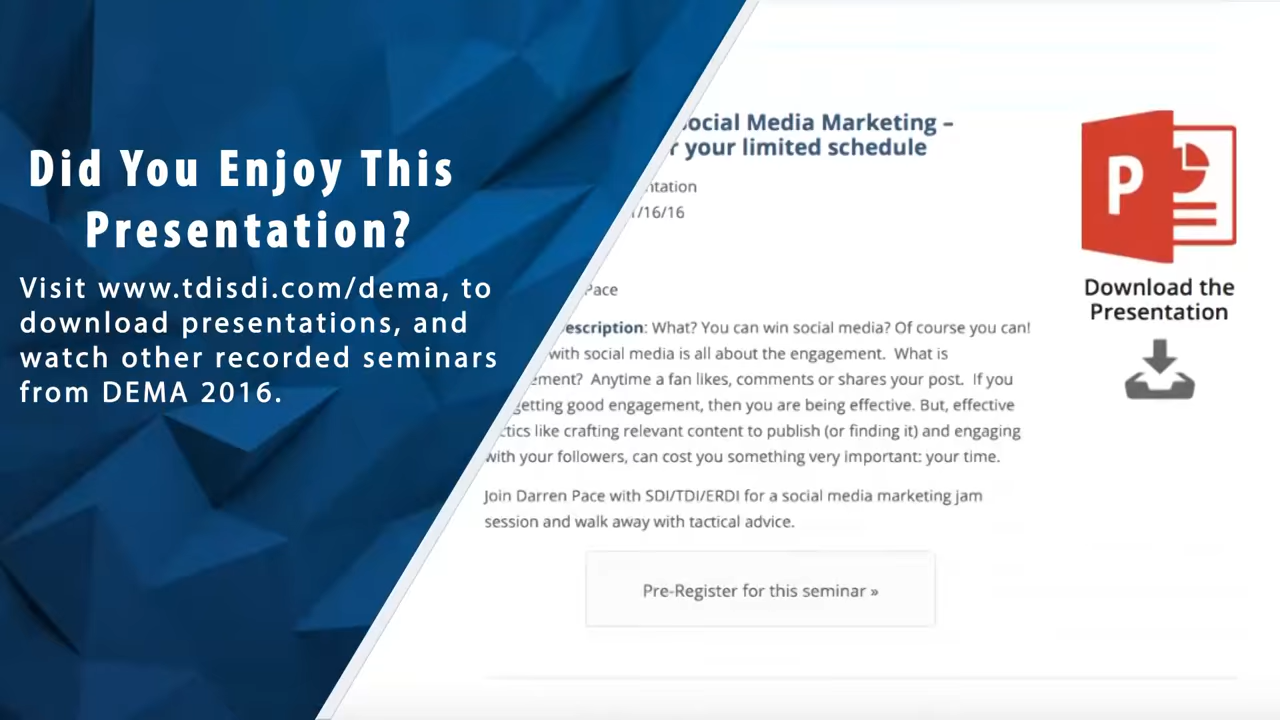 Did You Enjoy This
Presentation?
Visit www.tdisdi.com/dema, to
download presentations, and
watch other recorded seminars
from DEMA 2016.
Social Media Marketing –
your limited schedule
/16/16
Pace
Description: What? You can win social media? Of course you can!
with social media is all about the engagement. What is
Anytime a fan likes, comments or shares your post. If you
getting good engagement, then you are being effective. But, effective
like crafting relevant content to publish (or finding it) and engaging
with your followers, can cost you something very important: your time.
Join Darren Pace with SDI/TDI/ERDI for a social media marketing jam
session and walk away with tactical advice.
Pre-Register for this seminar »
P
Download the
Presentation